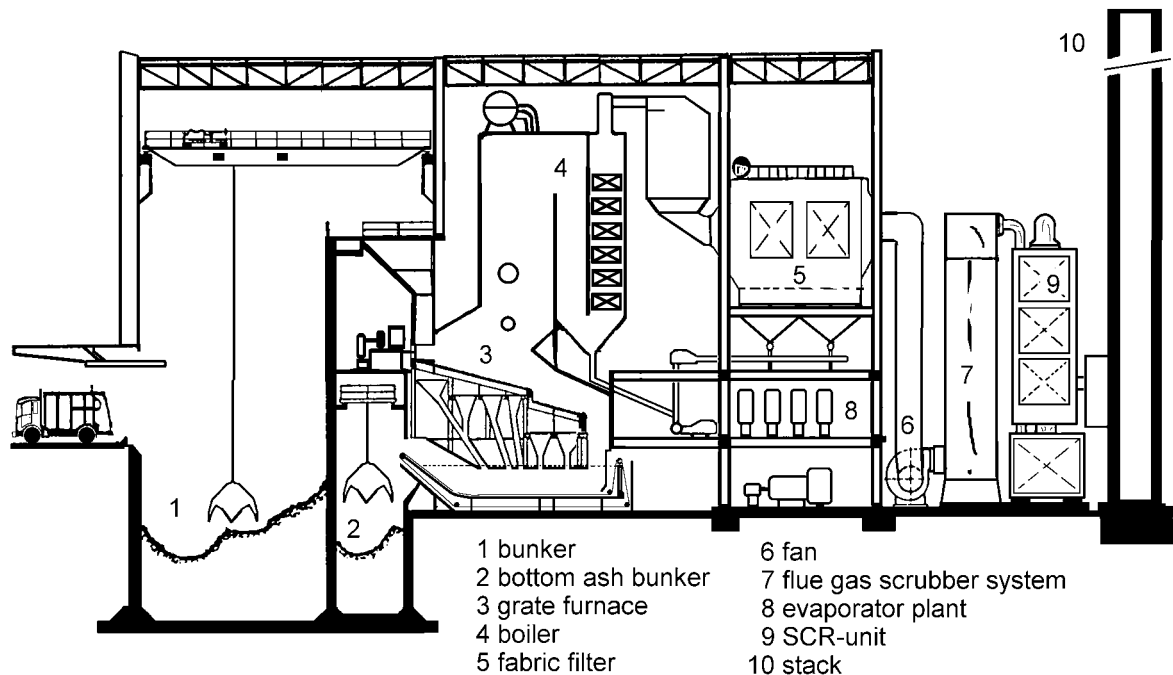 10
4
5
9
3
7
8
6
1
2
1 bunker
2 bottom ash bunker
3 grate furnace
4 boiler
5 fabric filter
6 fan
7 flue gas scrubber system
8 evaporator plant
9 SCR-unit
10 stack